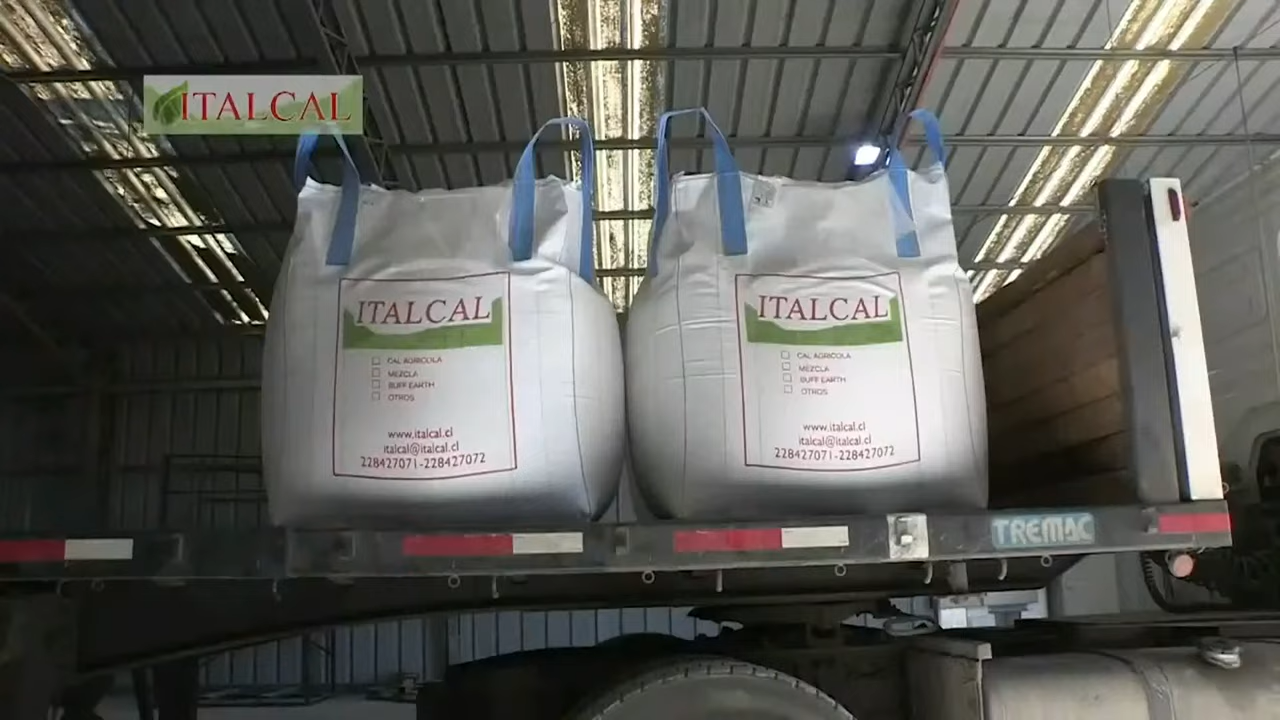 ITALCAL
ITALCAL
CAL AGRICOLA
MEZCLA
BUFF EARTH
OTROS
www.italcal.cl
italcal@italcal.cl
228427071-228427072
ITALCAL
CAL AGRICOLA
MEZCLA
BUFF EARTH
OTROS
www.italcal.cl
italcal@italcal.cl
228427071-228427072
TREMAC